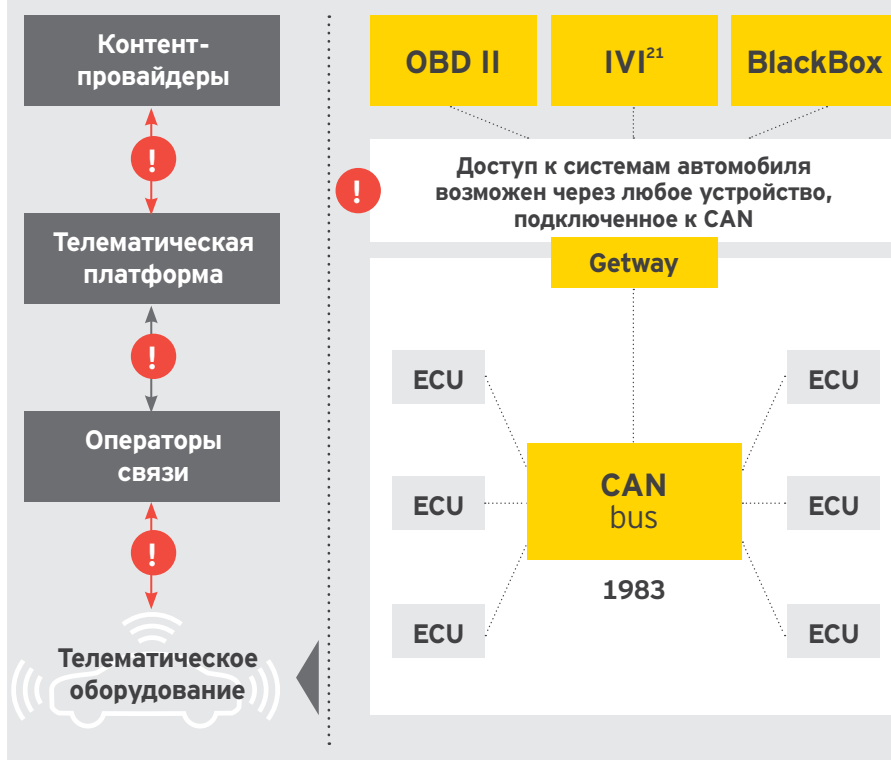 Контент-
провайдеры
!
Телематическая
платформа
!
Операторы
связи
!
Телематическое
оборудование
OBD II
IVI²¹
BlackBox
!
Доступ к системам автомобиля
возможен через любое устройство,
подключенное к CAN
Getway
ECU
ECU
ECU
CAN
bus
1983
ECU
ECU
ECU